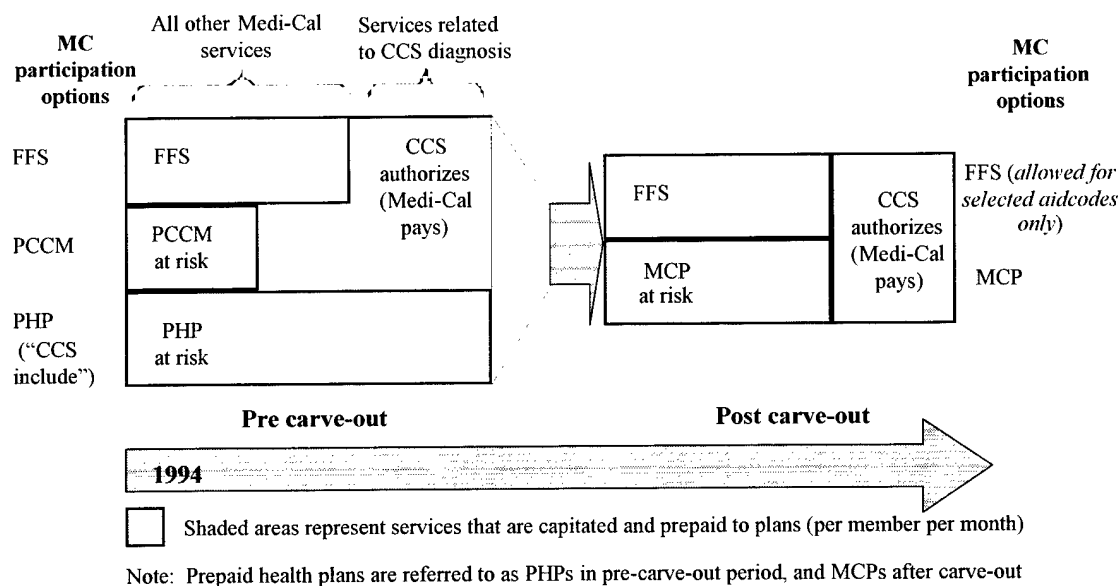 All other Medi-Cal
services
Services related
to CCS diagnosis
MC
participation
options
MC
participation
options
FFS
FFS
CCS
authorizes
(Medi-Cal
pays)
PCCM
PCCM
at risk
PHP
("CCS
include")
PHP
at risk
FFS
MCP
at risk
CCS
authorizes
(Medi-Cal
pays)
FFS (allowed for
selected aidcodes
only)
MCP
Pre carve-out
Post carve-out
1994
Shaded areas represent services that are capitated and prepaid to plans (per member per month)
Note: Prepaid health plans are referred to as PHPs in pre-carve-out period, and MCPs after carve-out